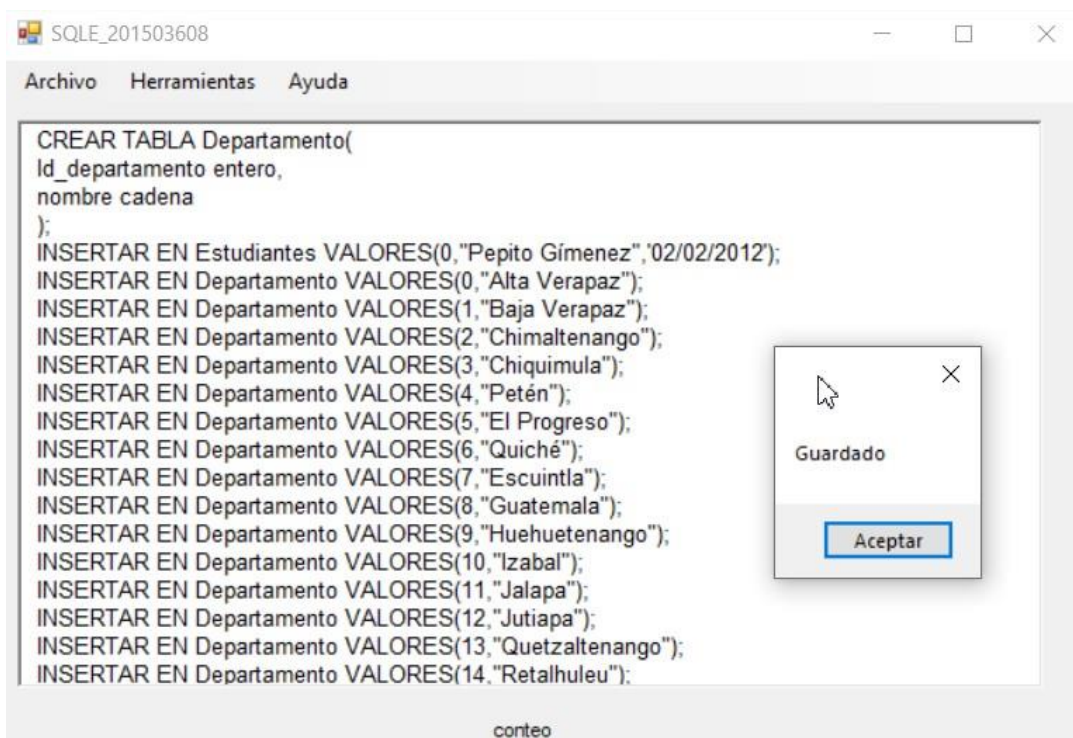 SQLE_201503608
Archivo Herramientas Ayuda
CREAR TABLA Departamento(
Id_departamento entero,
nombre cadena
);
INSERTAR EN Estudiantes VALORES(0,"Pepito Gímenez",'02/02/2012');
INSERTAR EN Departamento VALORES(0,"Alta Verapaz");
INSERTAR EN Departamento VALORES(1,"Baja Verapaz");
INSERTAR EN Departamento VALORES(2,"Chimaltenango");
INSERTAR EN Departamento VALORES(3,"Chiquimula");
INSERTAR EN Departamento VALORES(4,"Petén");
INSERTAR EN Departamento VALORES(5,"El Progreso");
INSERTAR EN Departamento VALORES(6,"Quiché");
INSERTAR EN Departamento VALORES(7,"Escuintla");
INSERTAR EN Departamento VALORES(8,"Guatemala");
INSERTAR EN Departamento VALORES(9,"Huehuetenango");
INSERTAR EN Departamento VALORES(10,"Izabal");
INSERTAR EN Departamento VALORES(11,"Jalapa");
INSERTAR EN Departamento VALORES(12,"Jutiapa");
INSERTAR EN Departamento VALORES(13,"Quetzaltenango");
INSERTAR EN Departamento VALORES(14,"Retalhuleu");
Guardado
Aceptar
conteo